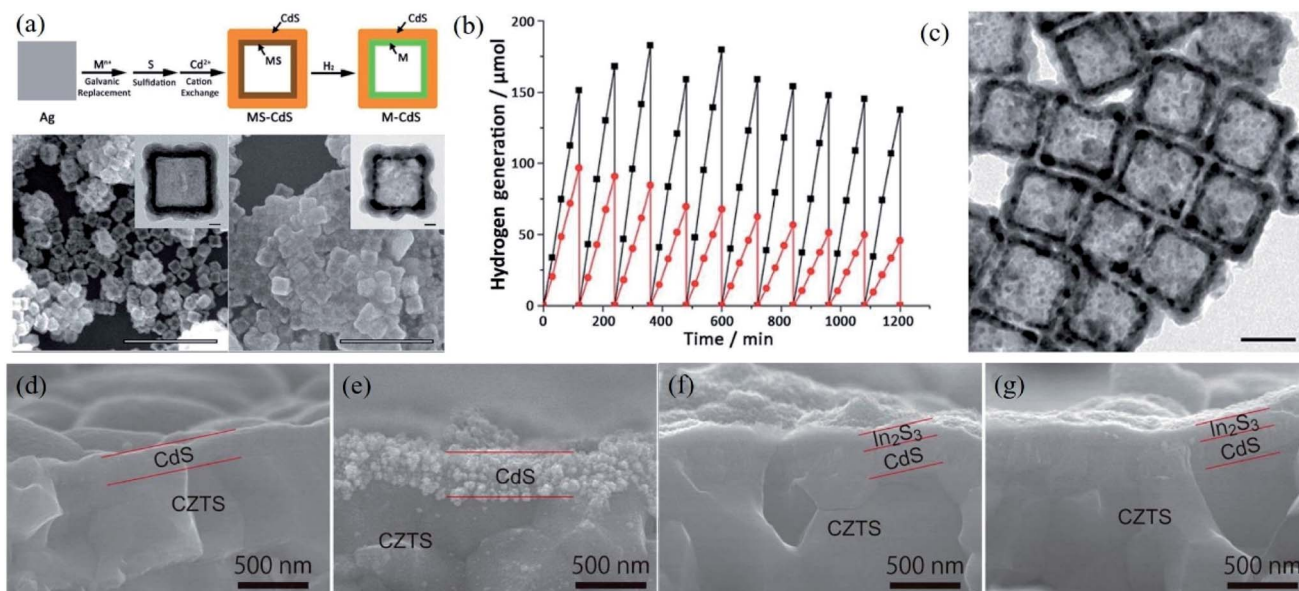 (a)
CdS
CdS
Mⁿ⁺
S
Cd²⁺
MS
H₂
M
Galvanic
Replacement
Sulfidation
Cation
Exchange
Ag
MS-CdS
M-CdS
(b)
Hydrogen generation / μmol
200
150
100
50
0
0
200
400
600
800
1000
1200
Time / min
(c)
(d)
CdS
CZTS
500 nm
(e)
CdS
CZTS
500 nm
(f)
In₂S₃
CdS
CZTS
500 nm
(g)
In₂S₃
CdS
CZTS
500 nm